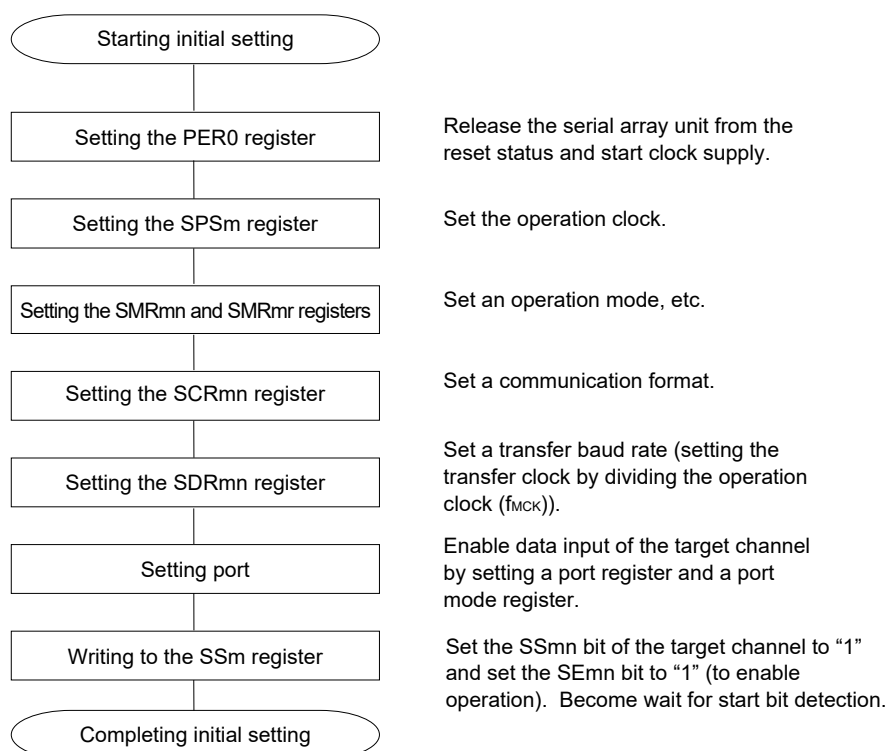 Starting initial setting
Setting the PER0 register
Release the serial array unit from the
reset status and start clock supply.
Setting the SPSm register
Set the operation clock.
Setting the SMRmn and SMRmr registers
Set an operation mode, etc.
Setting the SCRmn register
Set a communication format.
Setting the SDRmn register
Set a transfer baud rate (setting the
transfer clock by dividing the operation
clock (fMCK)).
Setting port
Enable data input of the target channel
by setting a port register and a port
mode register.
Writing to the SSm register
Set the SSmn bit of the target channel to “1”
and set the SEmn bit to “1” (to enable
operation).  Become wait for start bit detection.
Completing initial setting